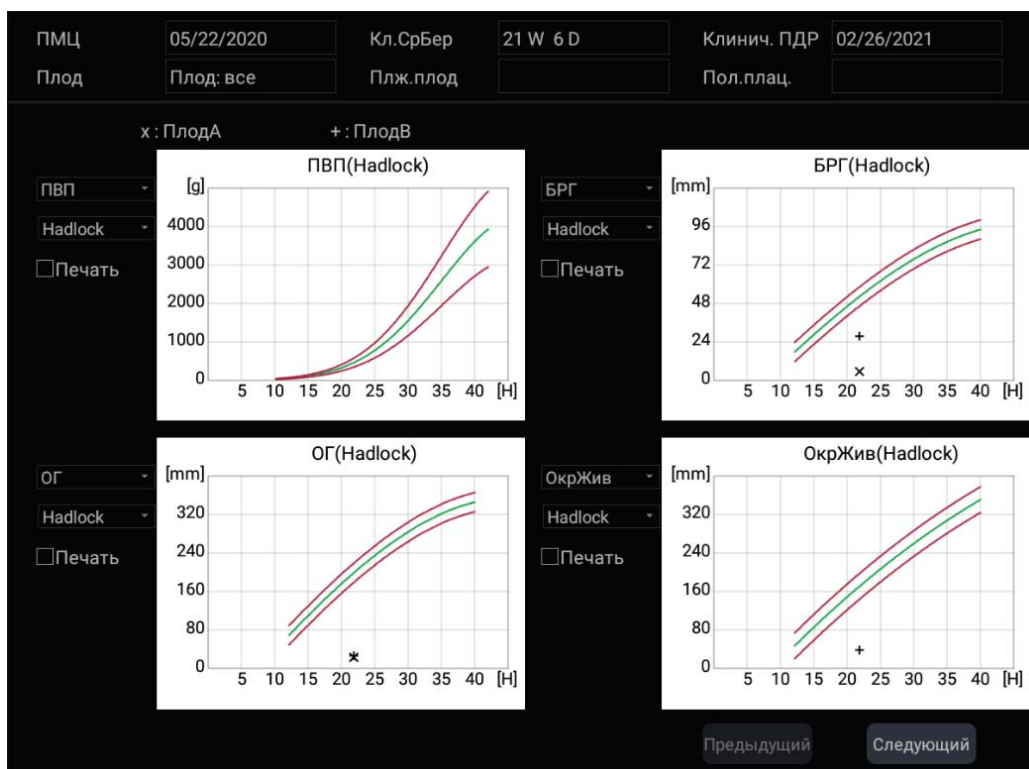 ПМЦ 05/22/2020 Кл.СрБер 21 W 6 D Клинич. ПДР 02/26/2021
Плод Плод: все Плж.плод Пол.плац.
x : ПлодA + : ПлодB
ПВП
Hadlock
Печать
ПВП(Hadlock)
[g]
4000
3000
2000
1000
0
5 10 15 20 25 30 35 40 [H]
БРГ
Hadlock
Печать
БРГ(Hadlock)
[mm]
96
72
48
24
0
5 10 15 20 25 30 35 40 [H]
ОГ
Hadlock
Печать
ОГ(Hadlock)
[mm]
320
240
160
80
0
5 10 15 20 25 30 35 40 [H]
ОкрЖив
Hadlock
Печать
ОкрЖив(Hadlock)
[mm]
320
240
160
80
0
5 10 15 20 25 30 35 40 [H]
Предыдущий Следующий